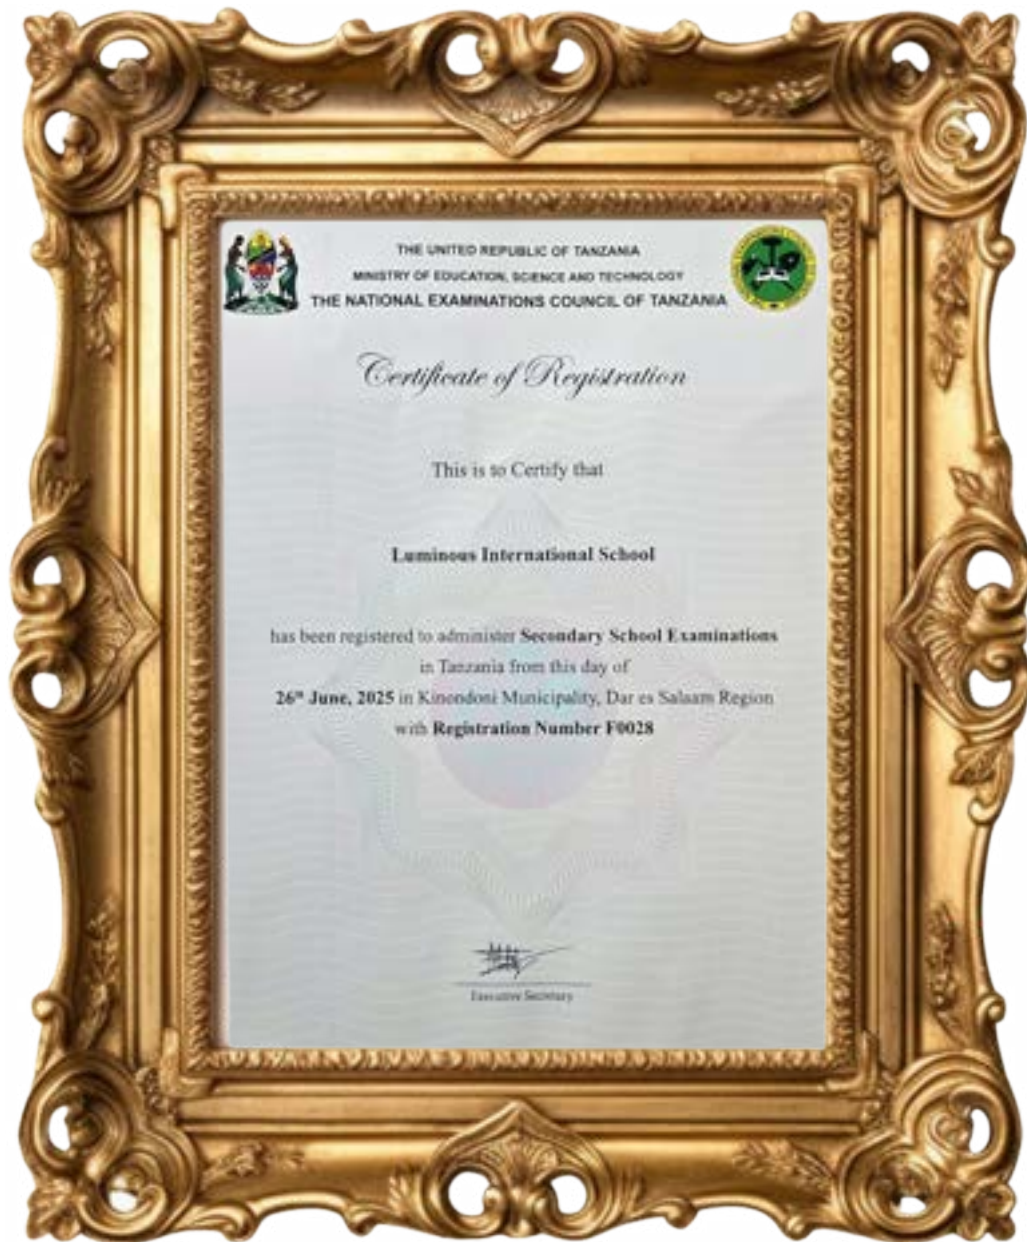 THE UNITED REPUBLIC OF TANZANIA
MINISTRY OF EDUCATION, SCIENCE AND TECHNOLOGY
THE NATIONAL EXAMINATIONS COUNCIL OF TANZANIA
Certificate of Registration
This is to Certify that
Luminous International School
has been registered to administer Secondary School Examinations
in Tanzania from this day of
26th June, 2025 in Kinondoni Municipality, Dar es Salaam Region
with Registration Number F0028
Executive Secretary